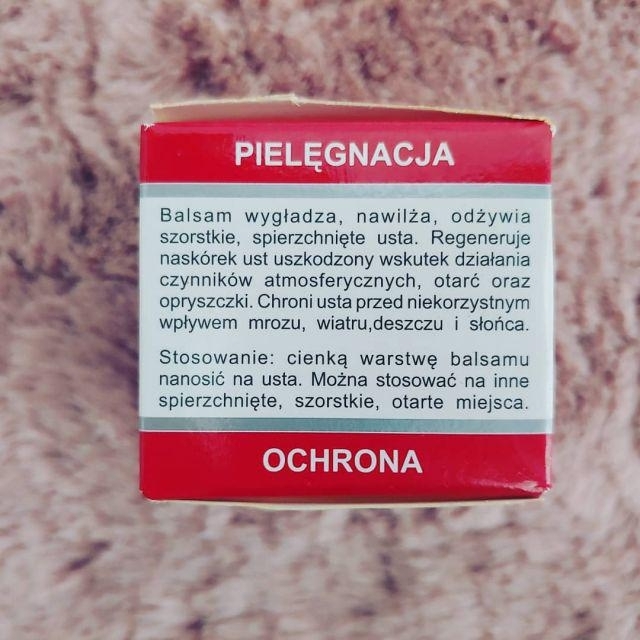 PIELĘGNACJA
Balsam wygładza, nawilża, odżywia
szorstkie, spierzchnięte usta. Regeneruje
naskórek ust uszkodzony wskutek działania
czynników atmosferycznych, otarć oraz
opryszczki. Chroni usta przed niekorzystnym
wpływem mrozu, wiatru,deszczu i słońca.
Stosowanie: cienką warstwę balsamu
nanosić na usta. Można stosować na inne
spierzchnięte, szorstkie, otarte miejsca.
OCHRONA